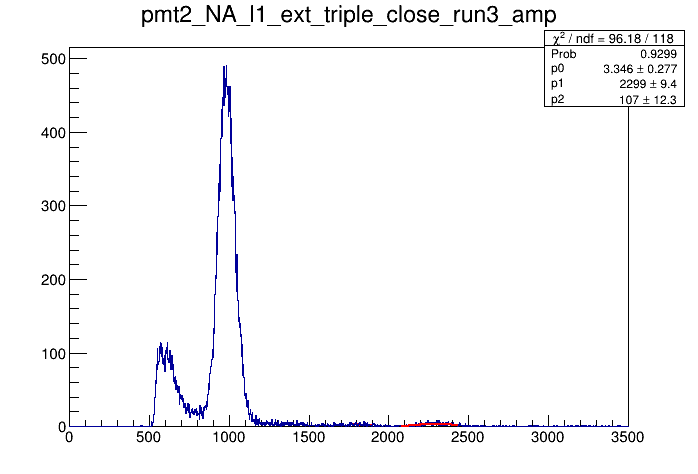 pmt2_NA_l1_ext_triple_close_run3_amp
χ² / ndf = 96.18 / 118
Prob 0.9299
p0 3.346 ± 0.277
p1 2299 ± 9.4
p2 107 ± 12.3
500
400
300
200
100
0
0 500 1000 1500 2000 2500 3000 3500